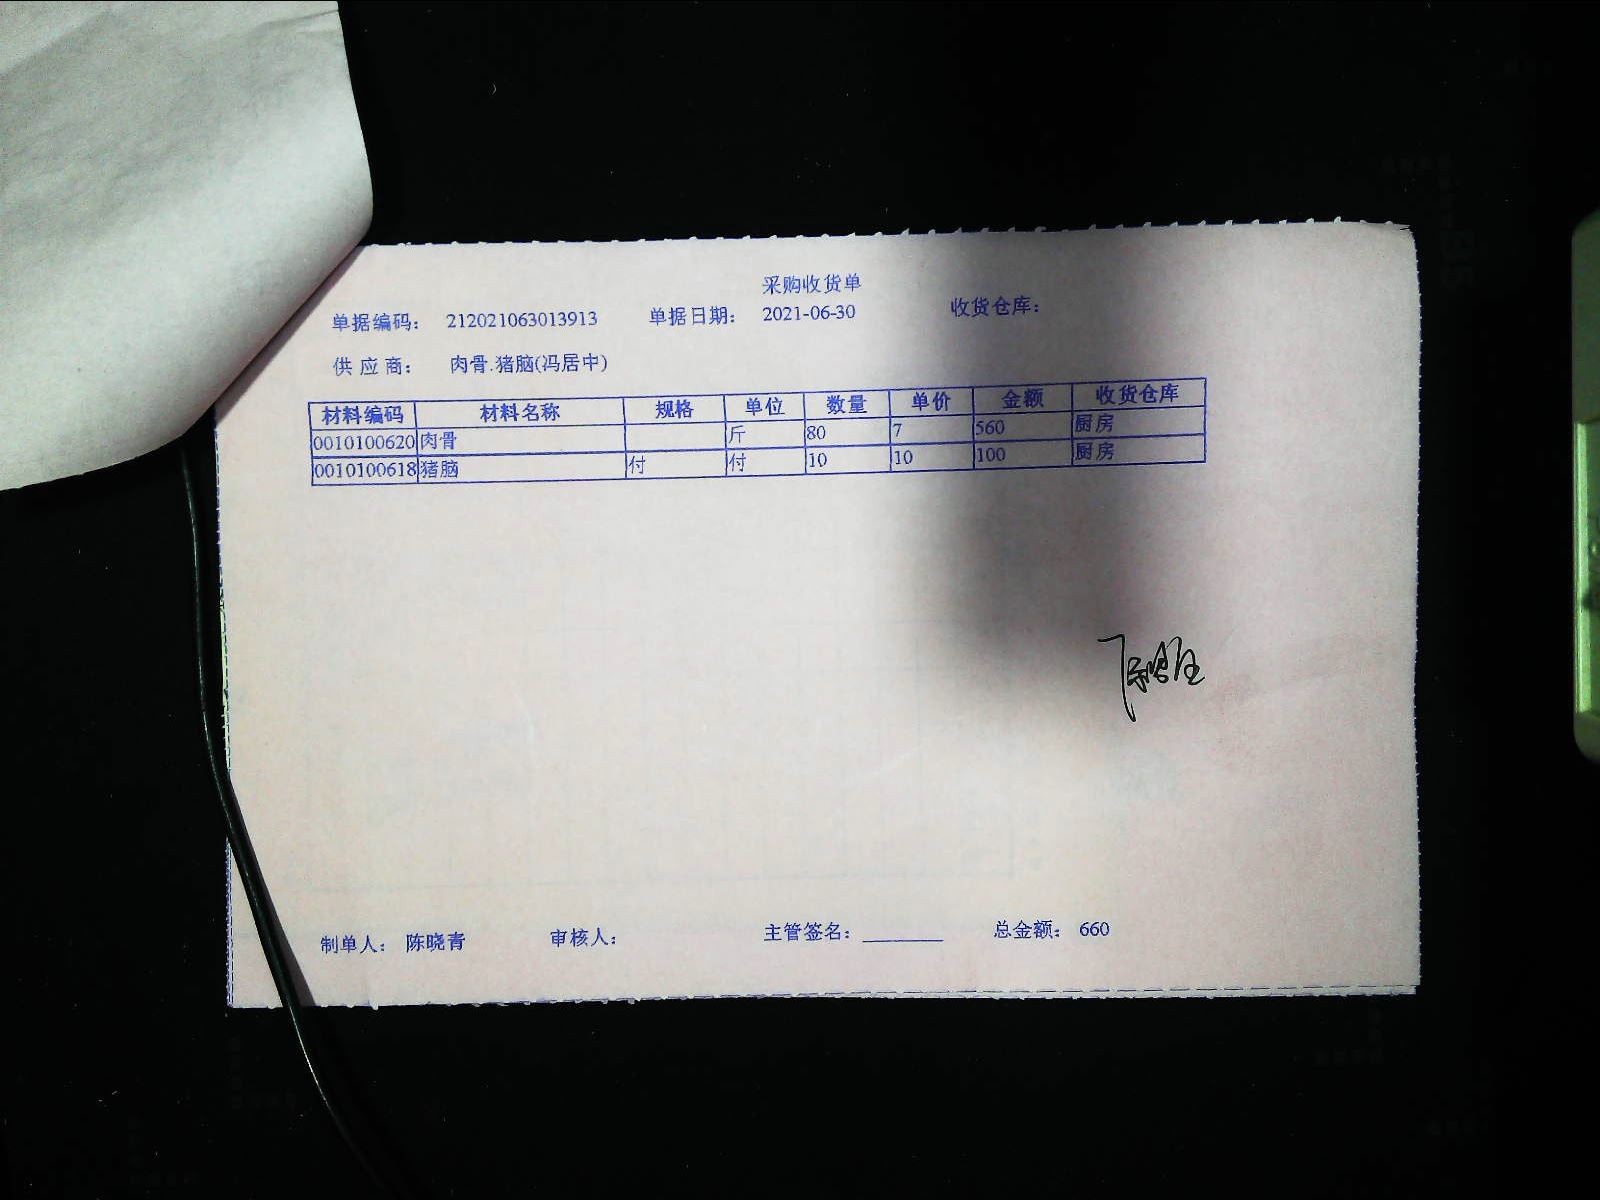 采购收货单
单据编码： 212021063013913 单据日期： 2021-06-30 收货仓库：
供 应 商： 肉骨.猪脑(冯居中)
材料编码 材料名称 规格 单位 数量 单价 金额 收货仓库
0010100620 肉骨 斤 80 7 560 厨房
0010100618 猪脑 付 付 10 10 100 厨房
制单人： 陈晓青 审核人： 主管签名：________ 总金额： 660